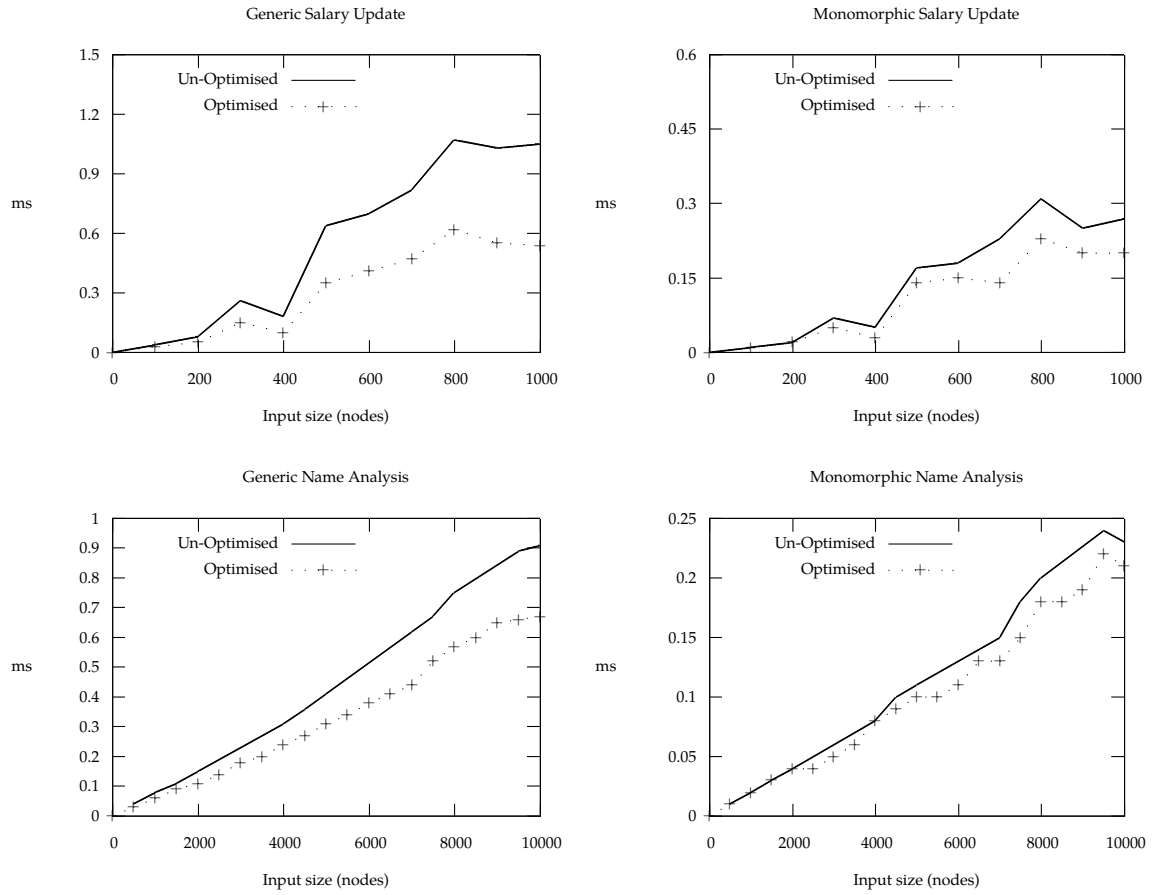 Generic Salary Update
1.5
1.2
0.9
0.6
0.3
0
ms
Un-Optimised
Optimised
0 200 400 600 800 1000
Input size (nodes)
Monomorphic Salary Update
0.6
0.45
0.3
0.15
0
ms
Un-Optimised
Optimised
0 200 400 600 800 1000
Input size (nodes)
Generic Name Analysis
1
0.9
0.8
0.7
0.6
0.5
0.4
0.3
0.2
0.1
0
ms
Un-Optimised
Optimised
0 2000 4000 6000 8000 10000
Input size (nodes)
Monomorphic Name Analysis
0.25
0.2
0.15
0.1
0.05
0
ms
Un-Optimised
Optimised
0 2000 4000 6000 8000 10000
Input size (nodes)